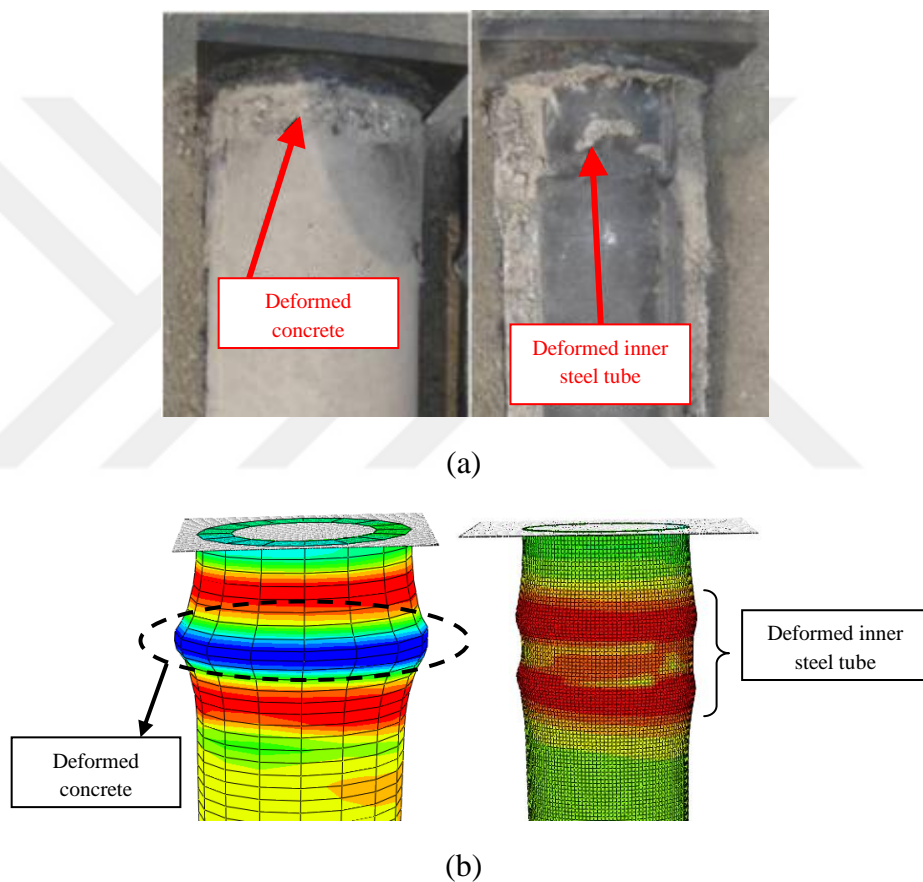 Deformed
concrete
Deformed inner
steel tube
(a)
Deformed inner
steel tube
Deformed
concrete
(b)